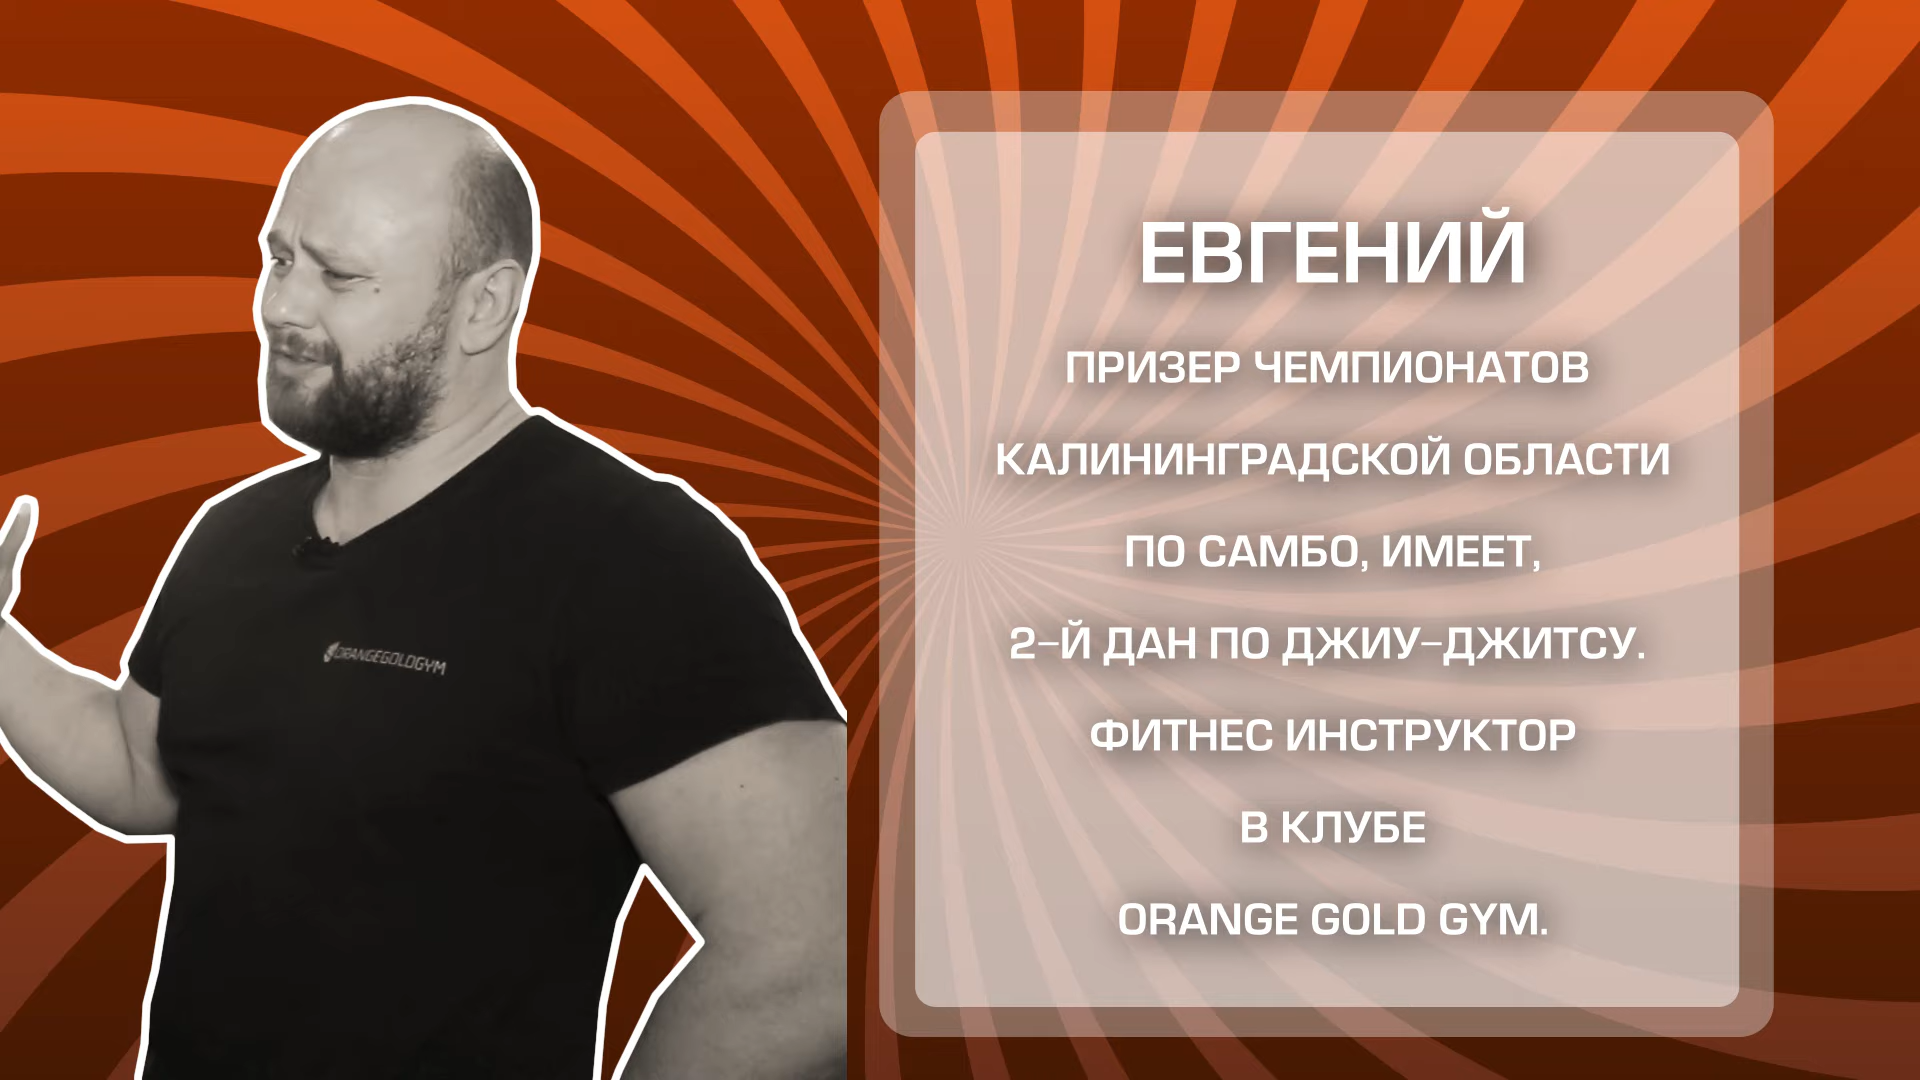 ORANGEGOLDGYM
ЕВГЕНИЙ
ПРИЗЕР ЧЕМПИОНАТОВ
КАЛИНИНГРАДСКОЙ ОБЛАСТИ
ПО САМБО, ИМЕЕТ,
2-Й ДАН ПО ДЖИУ-ДЖИТСУ.
ФИТНЕС ИНСТРУКТОР
В КЛУБЕ
ORANGE GOLD GYM.